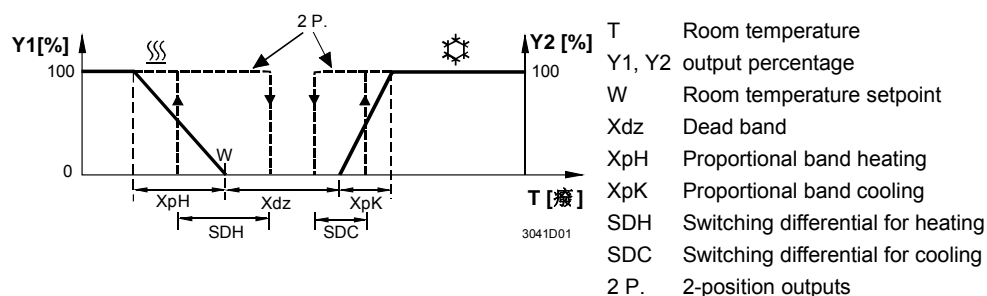 2 P.
Y1[%]
Y2 [%]
100
100
W
0
XpH
Xdz
XpK
T [癈 ]
SDH
SDC
3041D01
T Room temperature
Y1, Y2 output percentage
W Room temperature setpoint
Xdz Dead band
XpH Proportional band heating
XpK Proportional band cooling
SDH Switching differential for heating
SDC Switching differential for cooling
2 P. 2-position outputs